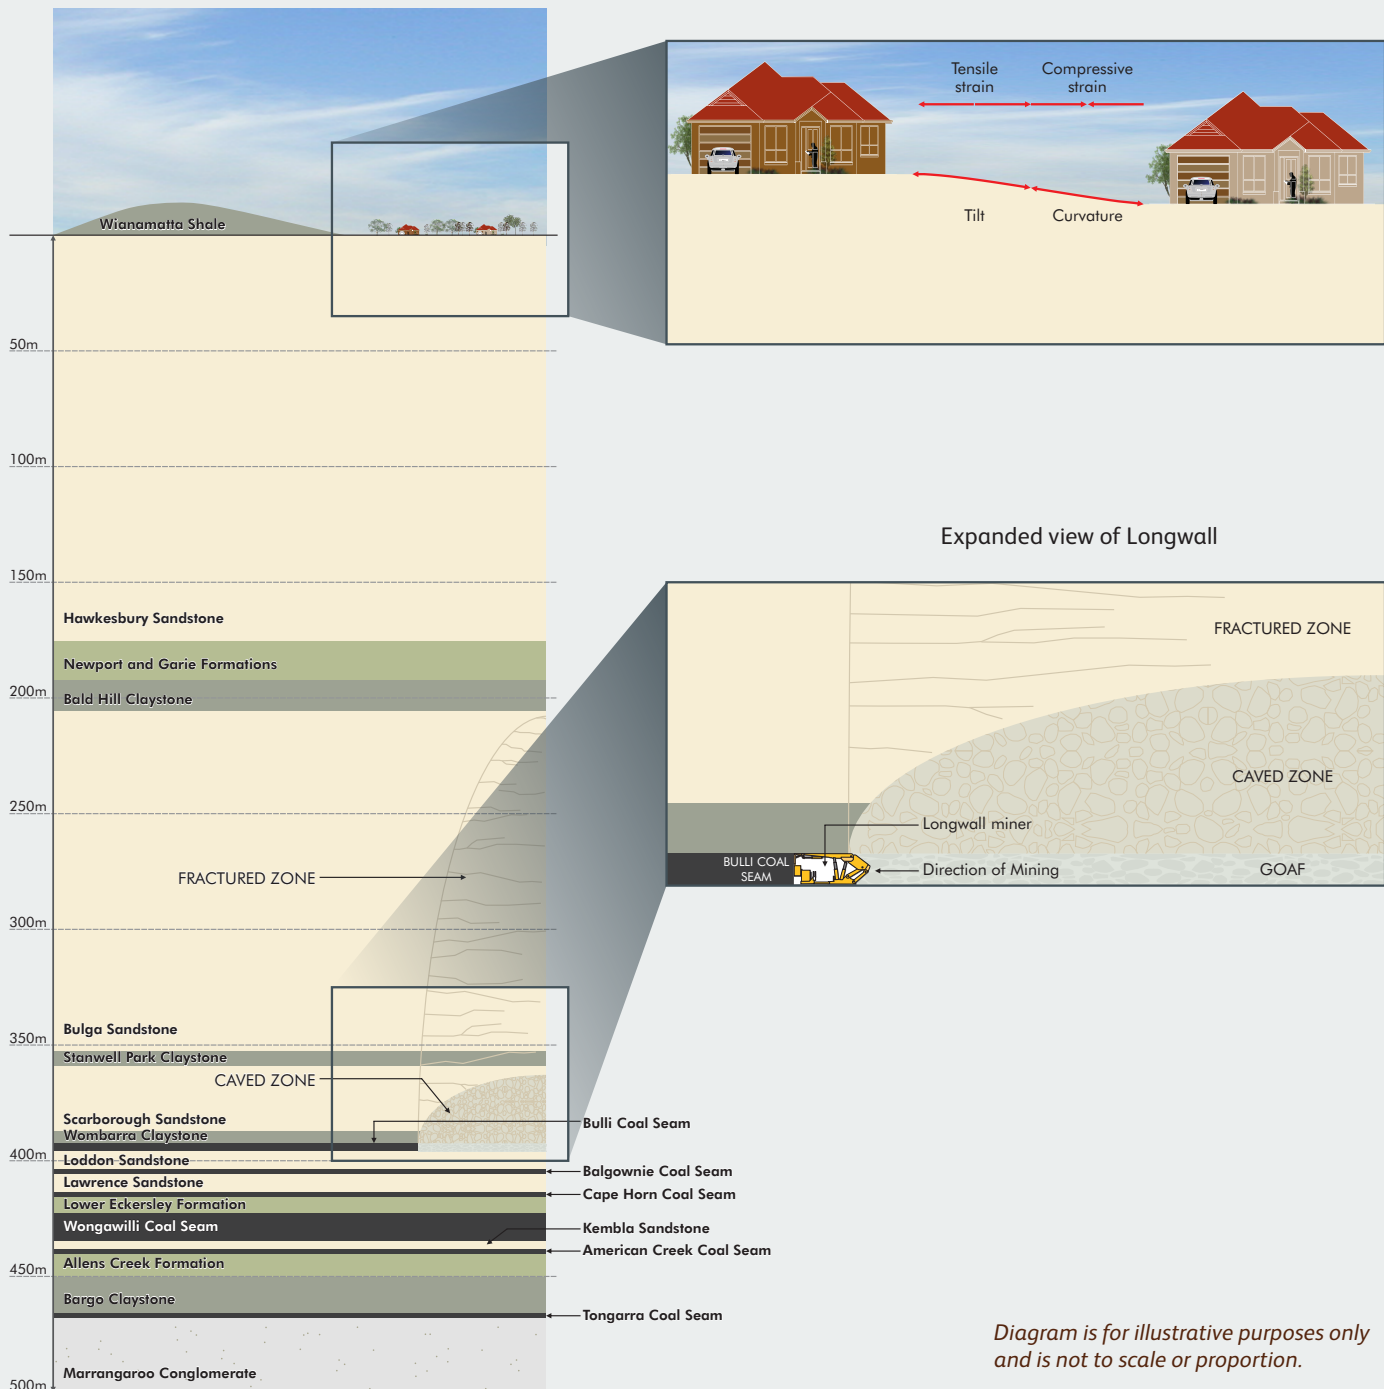 Wianamatta Shale
50m
100m
150m
Hawkesbury Sandstone
Newport and Garie Formations
200m
Bald Hill Claystone
250m
FRACTURED ZONE
300m
Bulga Sandstone
350m
Stanwell Park Claystone
CAVED ZONE
Scarborough Sandstone
Wombarra Claystone
400m
Loddon Sandstone
Lawrence Sandstone
Lower Eckersley Formation
Wongawilli Coal Seam
Allens Creek Formation
450m
Bargo Claystone
Marrangaroo Conglomerate
500m
Bulli Coal Seam
Balgownie Coal Seam
Cape Horn Coal Seam
Kembla Sandstone
American Creek Coal Seam
Tongarra Coal Seam
Tensile
strain
Compressive
strain
Tilt
Curvature
Expanded view of Longwall
FRACTURED ZONE
CAVED ZONE
Longwall miner
BULLI COAL
SEAM
Direction of Mining
GOAF
Diagram is for illustrative purposes only
and is not to scale or proportion.